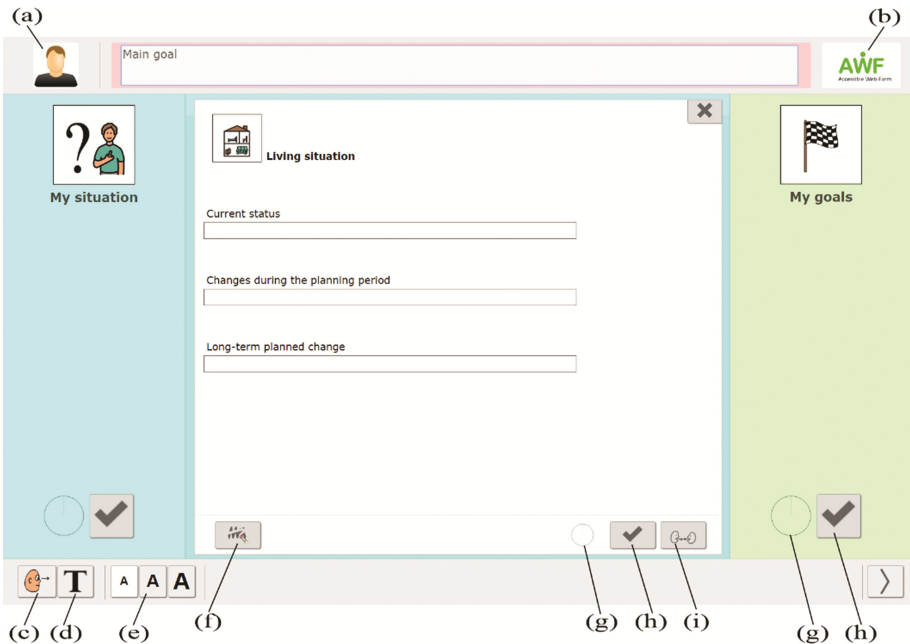 (a)
(b)
Main goal
AWF
Accessible Web Form
?
My situation
Living situation
My goals
Current status
Changes during the planning period
Long-term planned change
T
A A A
(c) (d) (e) (f) (g) (h) (i) (g) (h)